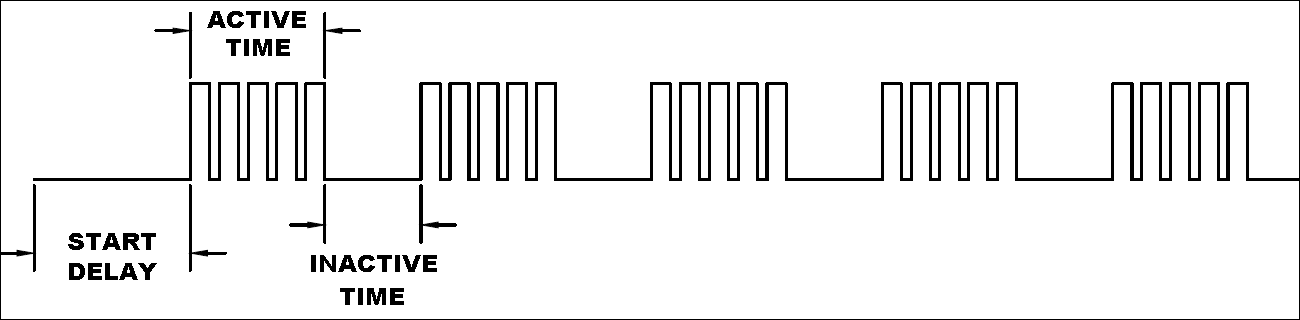 ACTIVE
TIME
START
DELAY
INACTIVE
TIME